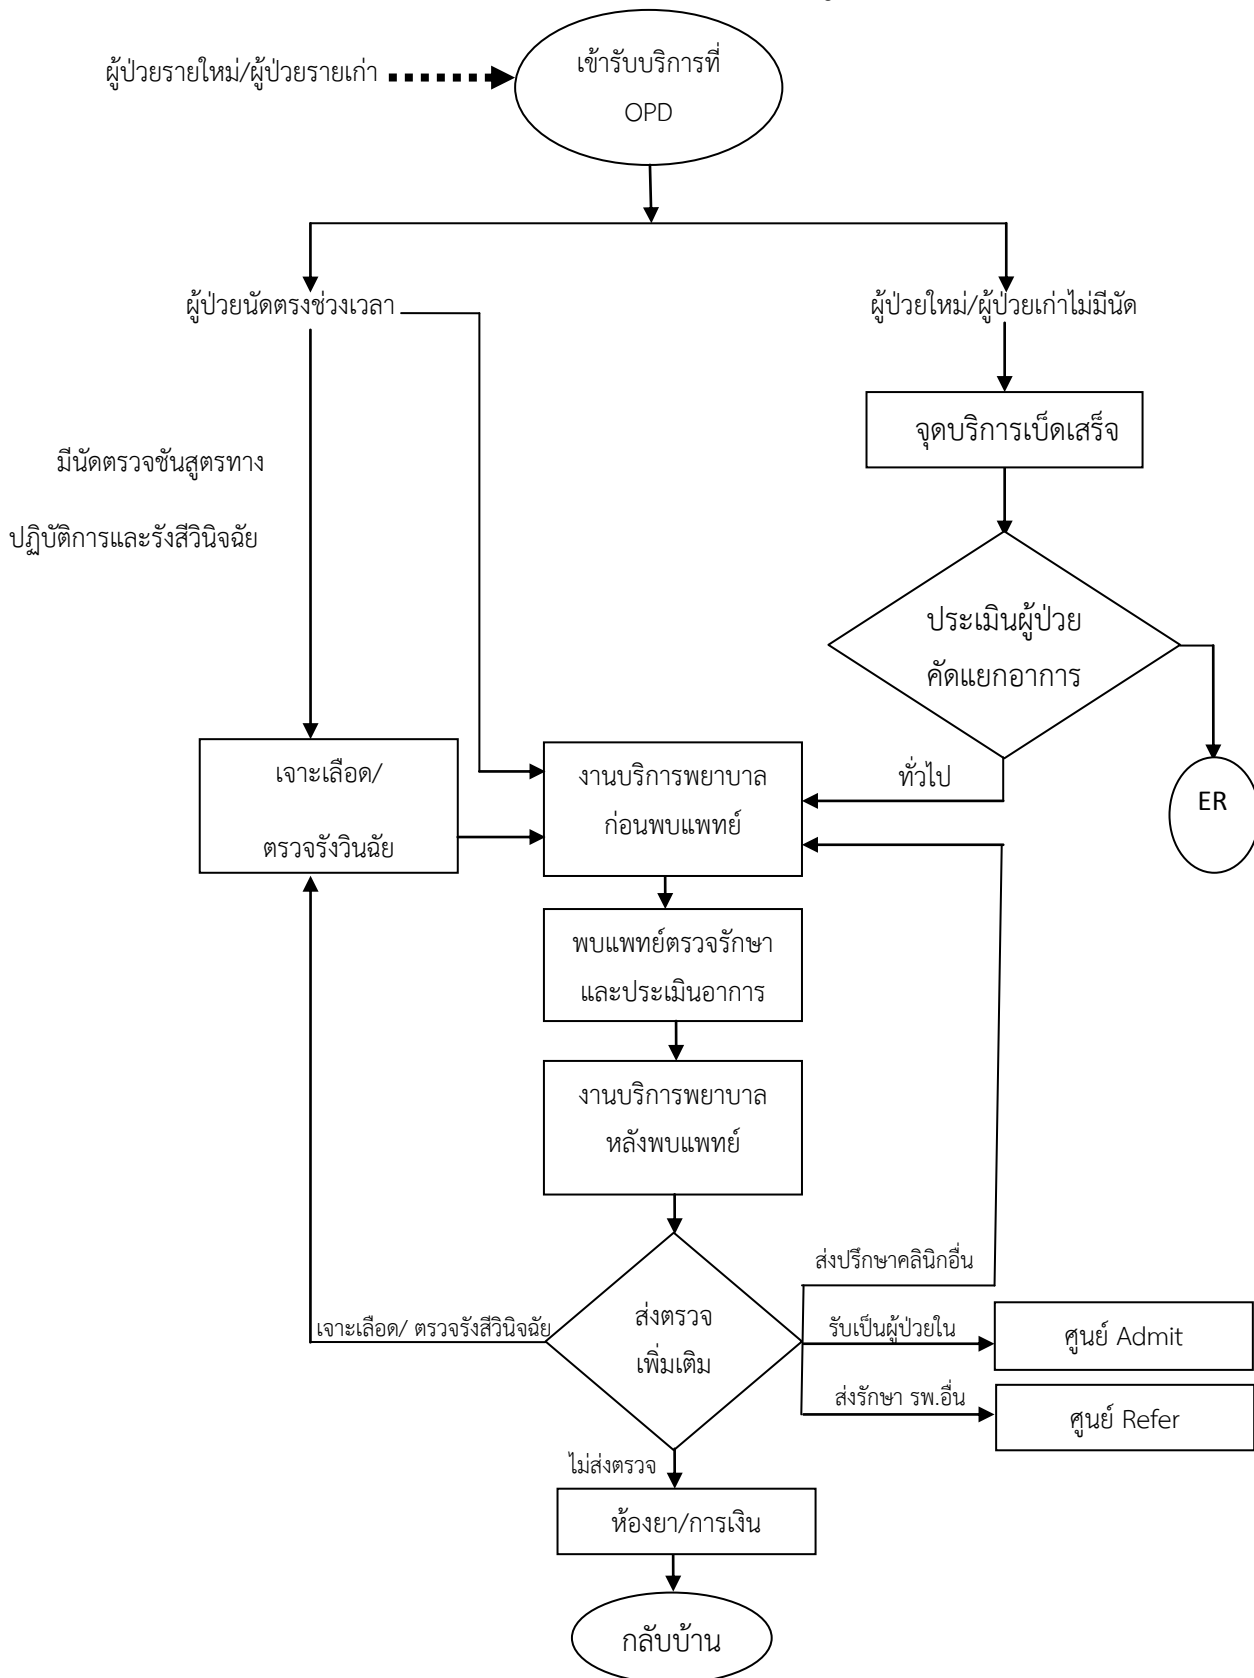 ผู้ป่วยรายใหม่/ผู้ป่วยรายเก่า
เข้ารับบริการที่
OPD
ผู้ป่วยนัดตรงช่วงเวลา
ผู้ป่วยใหม่/ผู้ป่วยเก่าไม่มีนัด
จุดบริการเบ็ดเสร็จ
มีนัดตรวจชันสูตรทาง
ปฏิบัติการและรังสีวินิจฉัย
ประเมินผู้ป่วย
คัดแยกอาการ
เจาะเลือด/
ตรวจรังวินฉัย
งานบริการพยาบาล
ก่อนพบแพทย์
ทั่วไป
ER
พบแพทย์ตรวจรักษา
และประเมินอาการ
งานบริการพยาบาล
หลังพบแพทย์
ส่งปรึกษาคลินิกอื่น
เจาะเลือด/ ตรวจรังสีวินิจฉัย
ส่งตรวจ
เพิ่มเติม
รับเป็นผู้ป่วยใน
ศูนย์ Admit
ส่งรักษา รพ.อื่น
ศูนย์ Refer
ไม่ส่งตรวจ
ห้องยา/การเงิน
กลับบ้าน